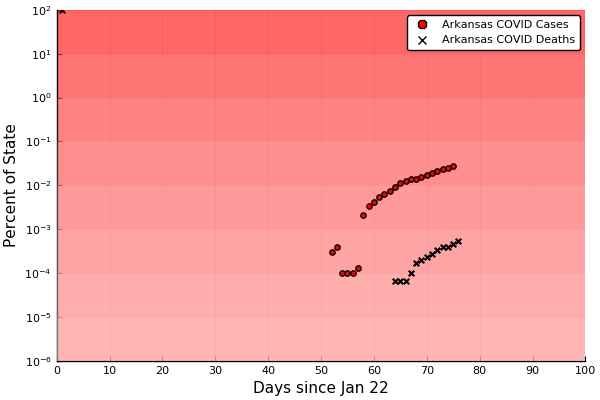 10²
10¹
10⁰
10⁻¹
10⁻²
10⁻³
10⁻⁴
10⁻⁵
10⁻⁶
Percent of State
Arkansas COVID Cases
Arkansas COVID Deaths
0 10 20 30 40 50 60 70 80 90 100
Days since Jan 22